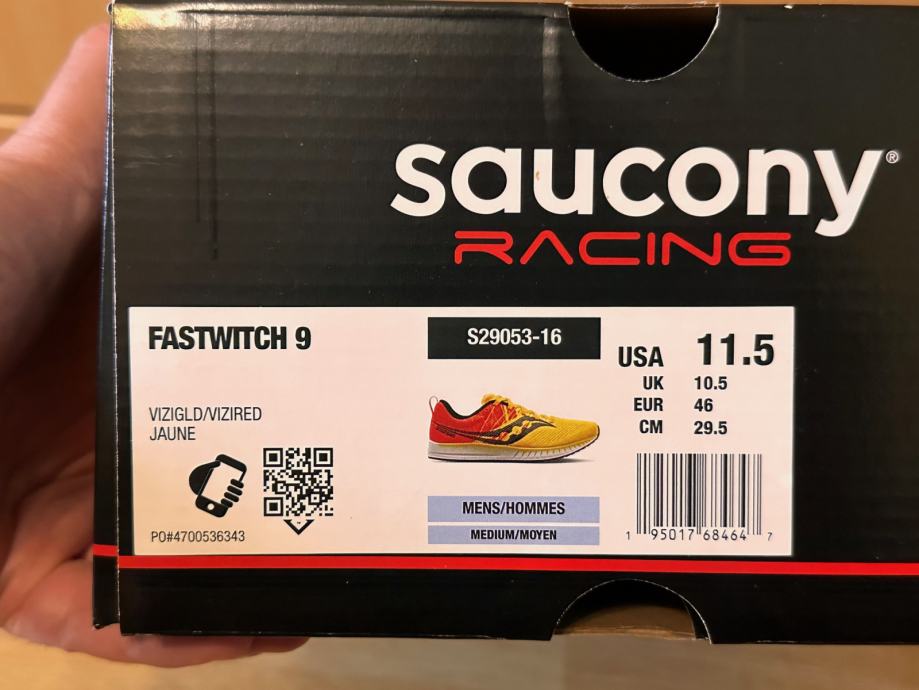 saucony®
RACING
FASTWITCH 9
S29053-16
USA 11.5
UK 10.5
EUR 46
CM 29.5
VIZIGLD/VIZIRED
JAUNE
MENS/HOMMES
MEDIUM/MOYEN
PO#4700536343
1 95017 68464 7